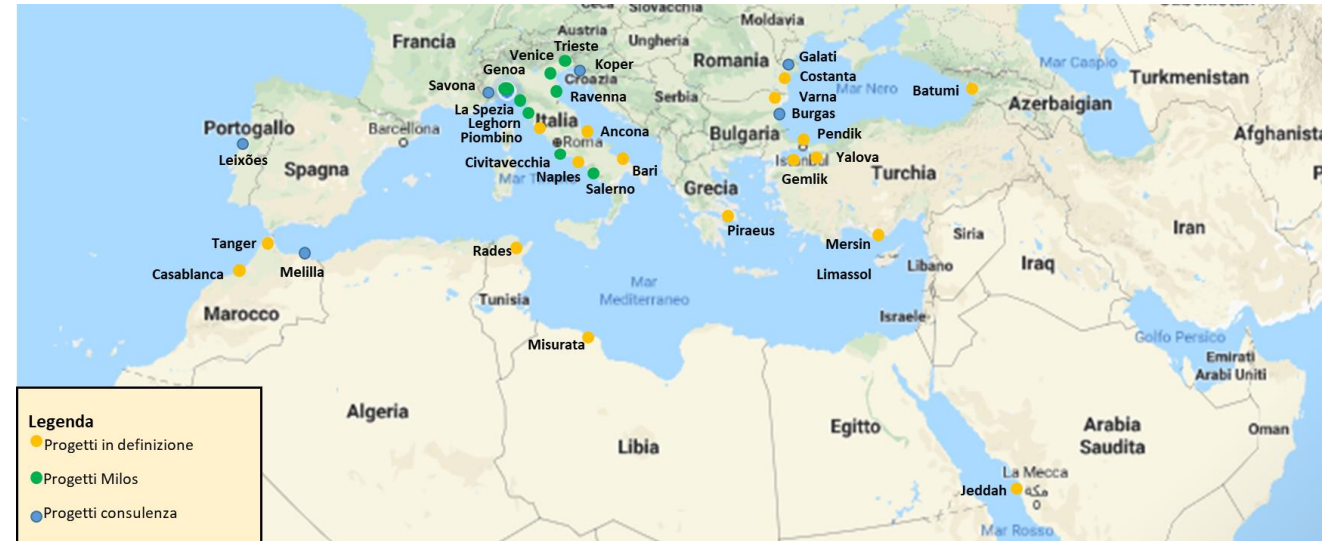 Ceca
Slovacchia
Moldavia
Austria
Francia
Ungheria
Trieste
Venice
Romania
Galati
Koper
Genoa
Croazia
Costanta
Mar Caspio
Turkmenistan
Savona
Ravenna
Serbia
Varna
Mar Nero
Batumi
Azerbaigian
La Spezia
Leghorn
Italia
Burgas
Portogallo
Barcellona
Piombino
Ancona
Bulgaria
Pendik
Afghanista
Roma
Leixões
Spagna
Civitavecchia
Bari
Istanbul
Yalova
Turchia
Naples
Mar T
Gemlik
Salerno
Grecia
Piraeus
Iran
Siria
Tanger
Rades
Mersin
Casablanca
Melilla
Limassol
Libano
Iraq
Mar
Mediterraneo
Tunisia
Marocco
Israele
Misurata
Golfo Persico
Emirati
Arabi Uniti
Legenda
Progetti in definizione
Progetti Milos
Progetti consulenza
Algeria
Libia
Egitto
Arabia
Saudita
Oman
La Mecca
Jeddah
مكة
Mar Rosso